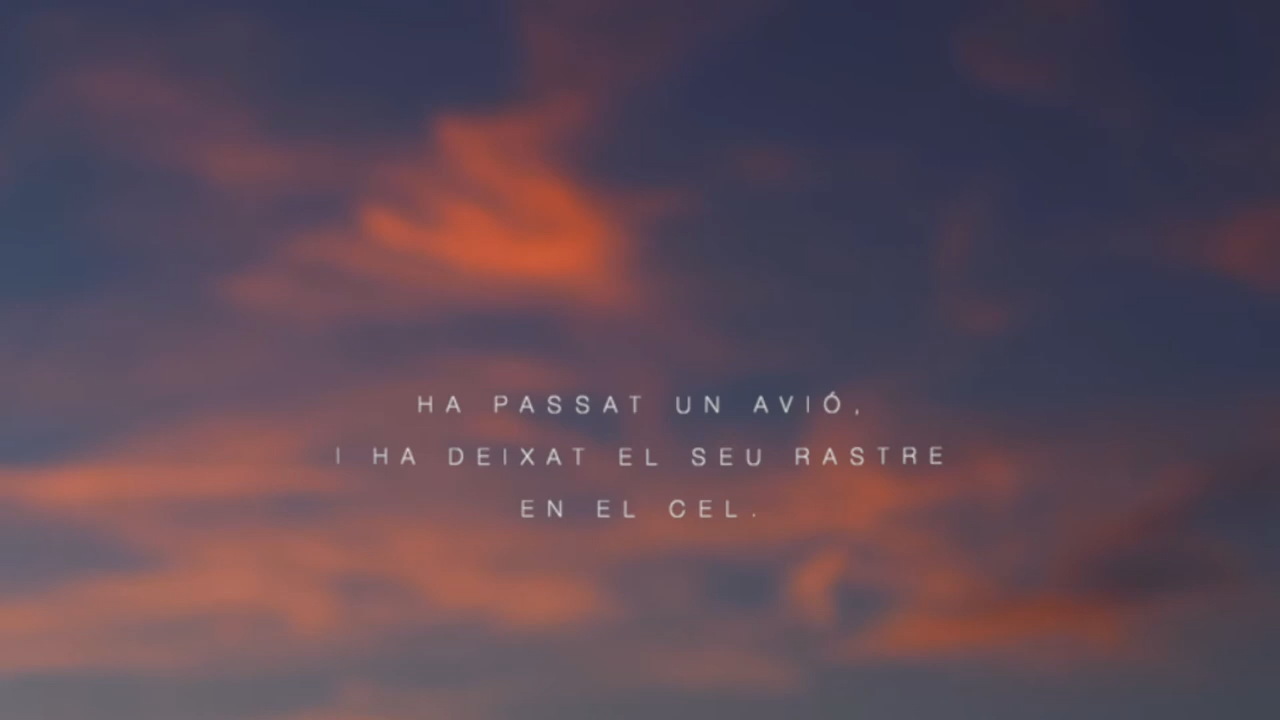 HA PASSAT UN AVIÓ,
I HA DEIXAT EL SEU RASTRE
EN EL CEL.